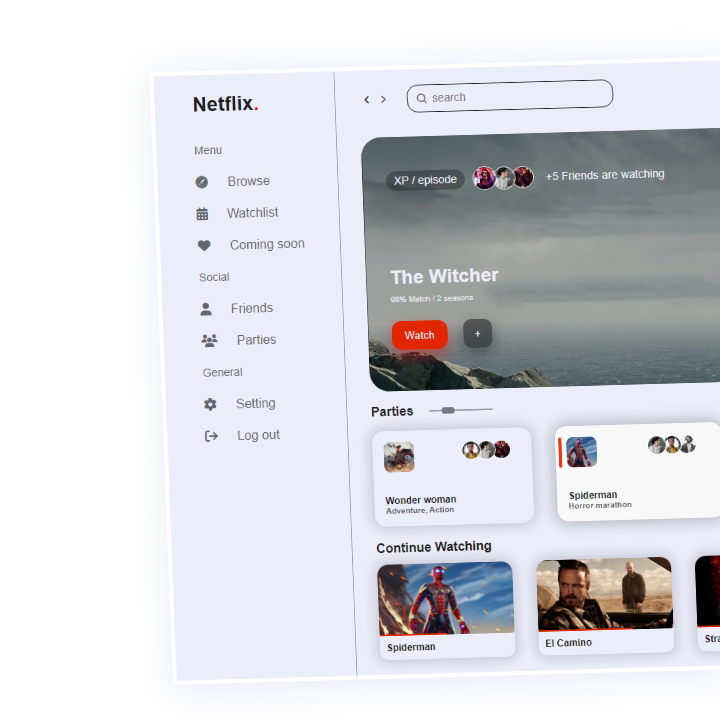 Netflix.
Menu
Browse
Watchlist
Coming soon
Social
Friends
Parties
General
Setting
Log out
search
XP / episode
+5 Friends are watching
The Witcher
98% Match / 2 seasons
Watch
+
Parties
Wonder woman
Adventure, Action
Spiderman
Horror marathon
Continue Watching
Spiderman
El Camino
Stra